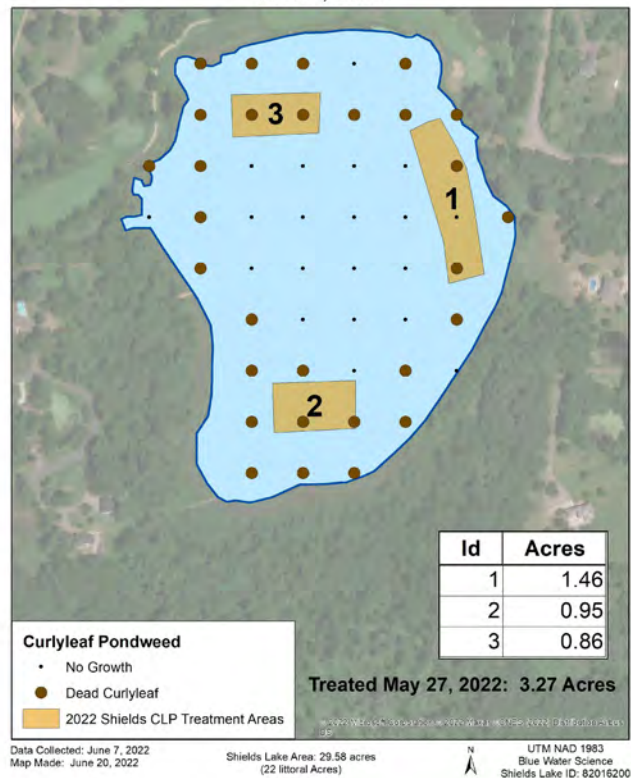 3
1
2
Id Acres
1 1.46
2 0.95
3 0.86
Curlyleaf Pondweed
No Growth
Dead Curlyleaf
2022 Shields CLP Treatment Areas
Treated May 27, 2022: 3.27 Acres
Data Collected: June 7, 2022
Map Made: June 20, 2022
Shields Lake Area: 29.58 acres
(22 littoral Acres)
N
UTM NAD 1983
Blue Water Science
Shields Lake ID: 82016200